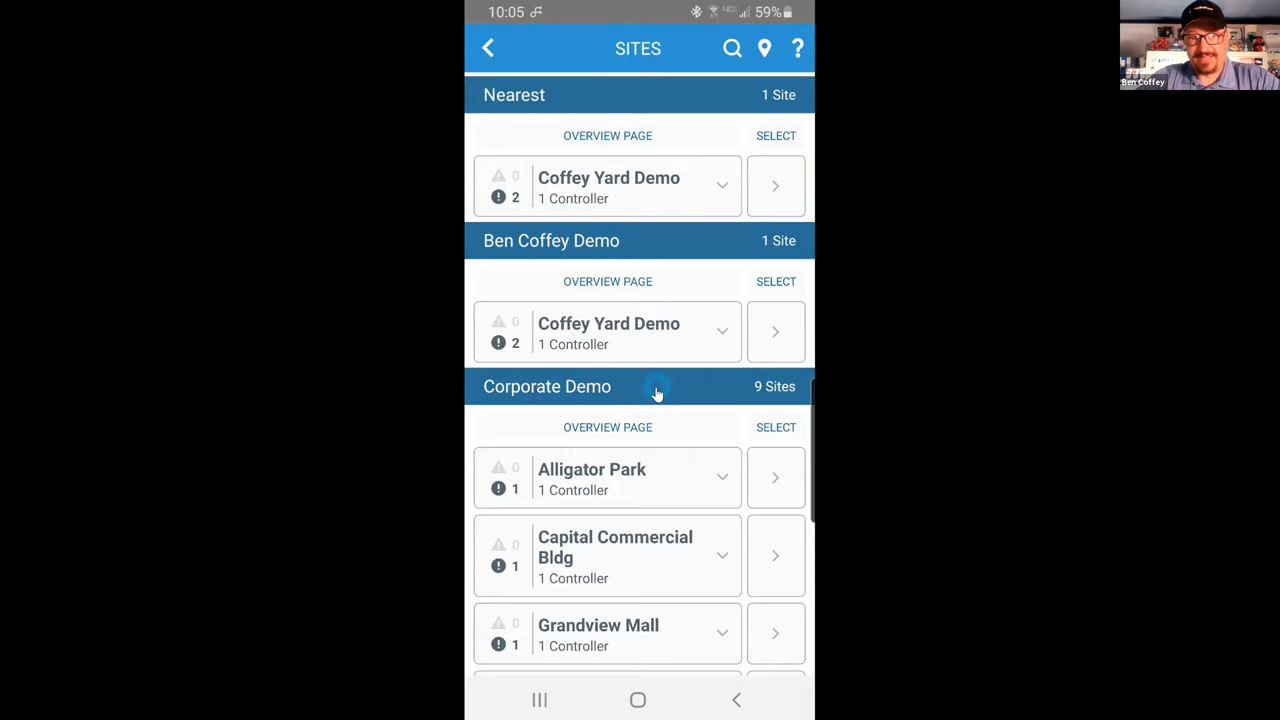 10:05
59%
SITES
?
Nearest 1 Site
OVERVIEW PAGE SELECT
0
Coffey Yard Demo
2
1 Controller
Ben Coffey Demo 1 Site
OVERVIEW PAGE SELECT
0
Coffey Yard Demo
2
1 Controller
Corporate Demo 9 Sites
OVERVIEW PAGE SELECT
0
Alligator Park
1
1 Controller
0
Capital Commercial
Bldg
1
1 Controller
0
Grandview Mall
1
1 Controller
Ben Coffey